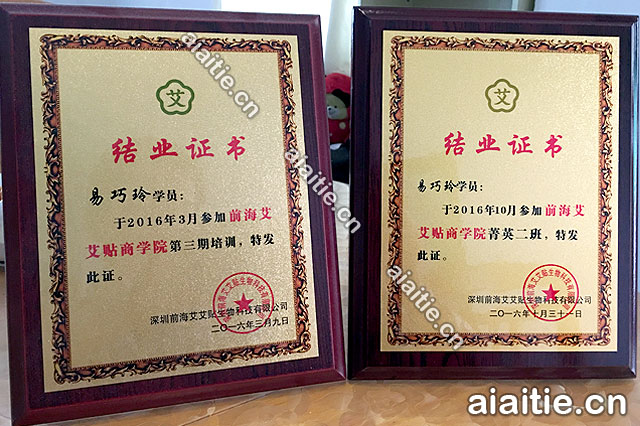 艾
结业证书
易巧玲学员：
于2016年3月参加前海艾
艾贴商学院第三期培训，特发
此证。
深圳前海艾艾贴生物科技有限公司
二〇一六年三月九日
艾
结业证书
易巧玲学员：
于2016年10月参加前海艾
艾贴商学院菁英二班，特发
此证。
深圳前海艾艾贴生物科技有限公司
二〇一六年十月三十一日
aiaitie.cn
aiaitie.cn
aiaitie.cn
aiaitie.cn